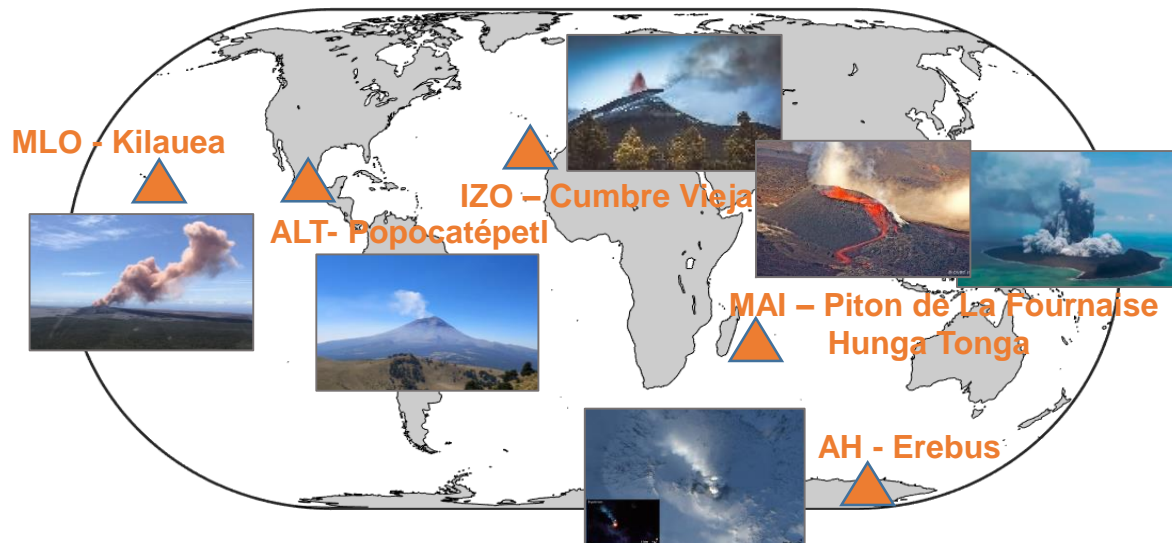 MLO - Kilauea
IZO – Cumbre Vieja
ALT- Popocatépetl
MAI – Piton de La Fournaise
Hunga Tonga
AH - Erebus